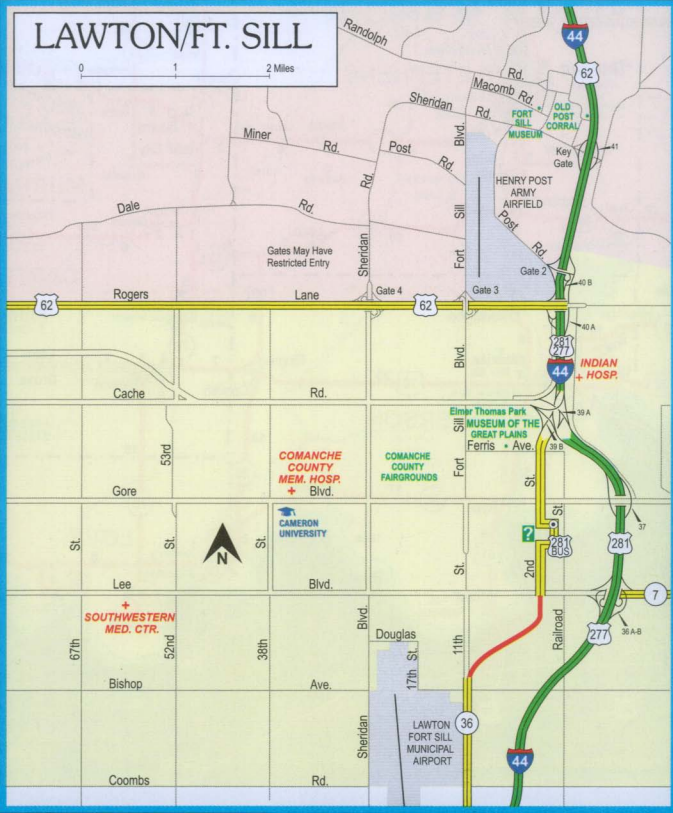 LAWTON/FT. SILL
0 1 2 Miles
44
62
Randolph
Rd.
Macomb Rd.
Sheridan Rd.
OLD
POST
CORRAL
FORT
SILL
MUSEUM
Key
Gate
41
Miner Rd.
Post Rd.
Blvd.
Rd.
HENRY POST
ARMY
AIRFIELD
Dale Rd.
Sill
Post Rd.
Gates May Have
Restricted Entry
Sheridan
Fort
Gate 2
40 B
Gate 4
Gate 3
62
Rogers Lane
62
40 A
281
277
44
INDIAN
HOSP.
Blvd.
Cache Rd.
39 A
Elmer Thomas Park
MUSEUM OF THE
GREAT PLAINS
Sill
Ferris Ave.
39 B
53rd
COMANCHE
COUNTY
MEM. HOSP.
COMANCHE
COUNTY
FAIRGROUNDS
Fort
St.
Gore Blvd.
St.
37
CAMERON
UNIVERSITY
?
281
BUS
281
N
St.
St.
St.
St.
2nd
Lee Blvd.
7
SOUTHWESTERN
MED. CTR.
Blvd.
277
36 A-B
67th
52nd
38th
Douglas
11th
Railroad
17th St.
Bishop Ave.
Sheridan
36
LAWTON
FORT SILL
MUNICIPAL
AIRPORT
44
Coombs Rd.